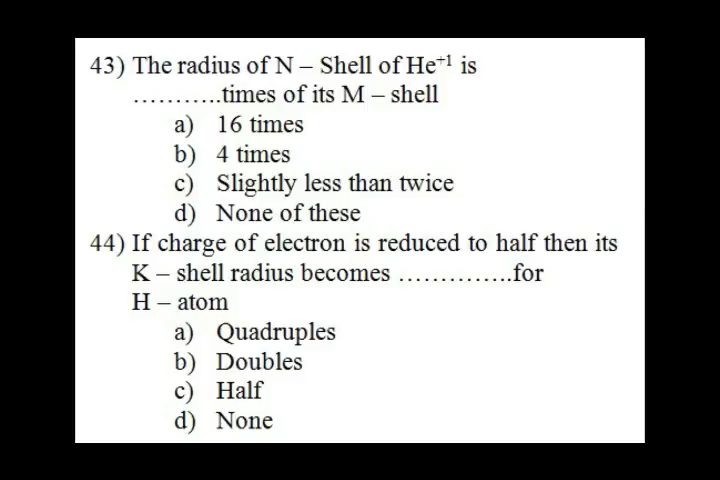 43) The radius of N – Shell of He⁺¹ is
...........times of its M – shell
a) 16 times
b) 4 times
c) Slightly less than twice
d) None of these
44) If charge of electron is reduced to half then its
K – shell radius becomes ..............for
H – atom
a) Quadruples
b) Doubles
c) Half
d) None